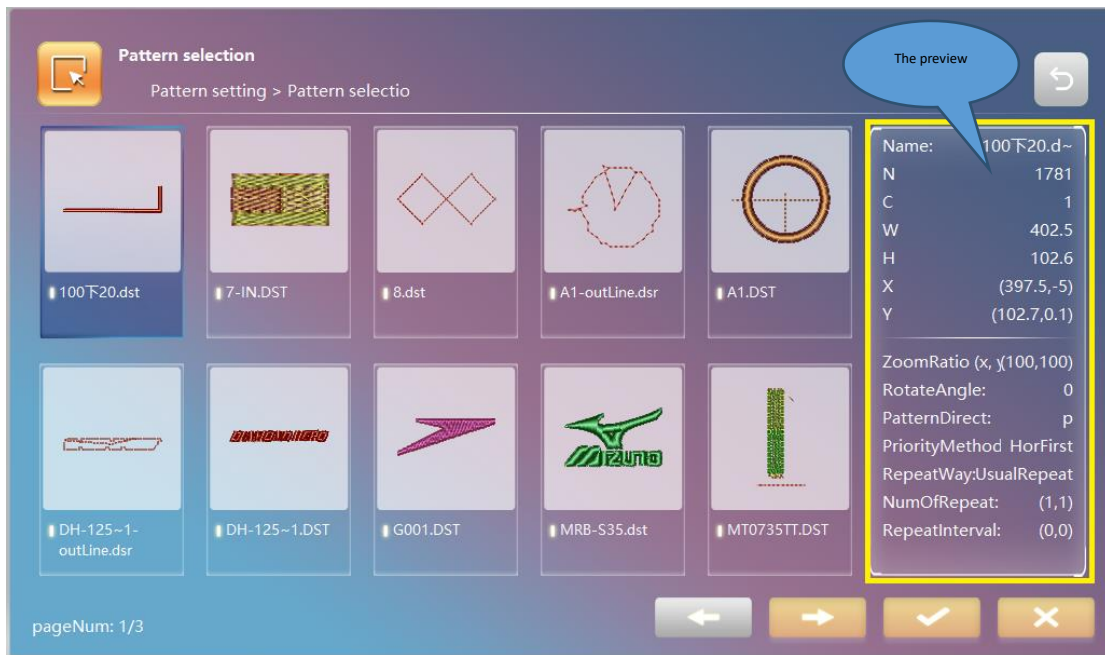 Pattern selection
Pattern setting > Pattern selectio
The preview
100下20.dst
7-IN.DST
8.dst
A1-outLine.dsr
A1.DST
DH-125~1-
outLine.dsr
DH-125~1.DST
G001.DST
MIZUNO
MRB-S35.dst
MT0735TT.DST
Name: 100下20.d~
N 1781
C 1
W 402.5
H 102.6
X (397.5,-5)
Y (102.7,0.1)
ZoomRatio (x, y(100,100)
RotateAngle: 0
PatternDirect: p
PriorityMethod HorFirst
RepeatWay:UsualRepeat
NumOfRepeat: (1,1)
RepeatInterval: (0,0)
pageNum: 1/3